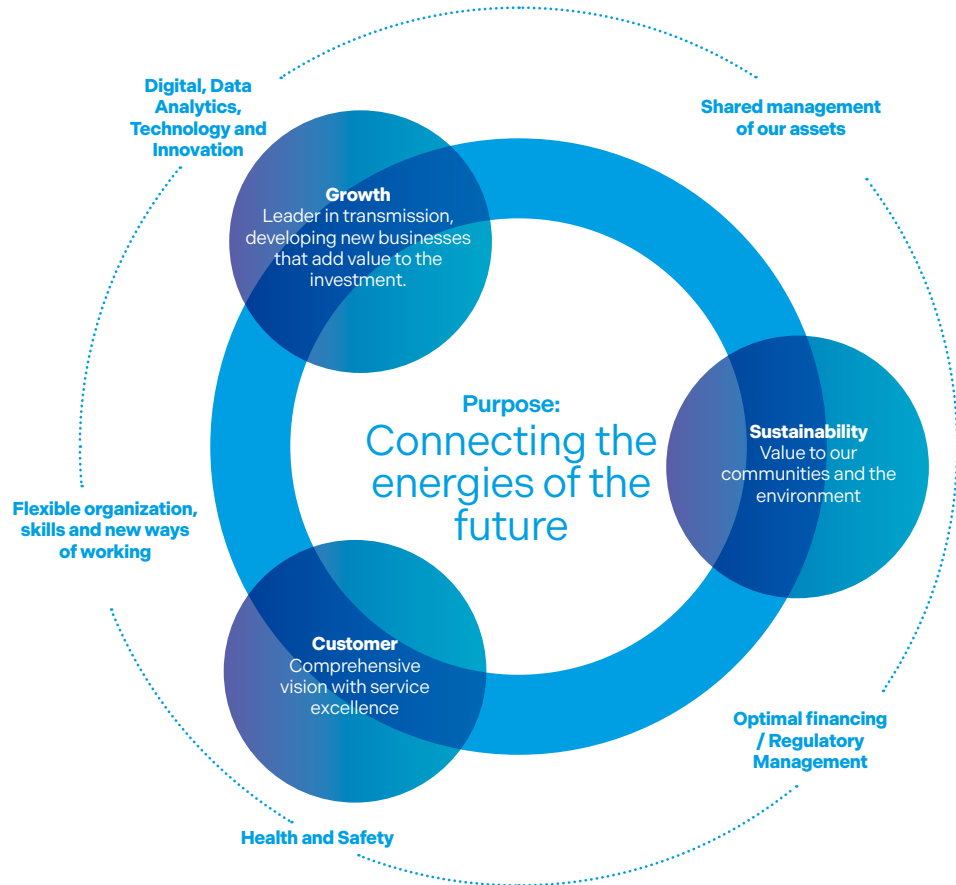 Digital, Data
Analytics,
Technology and
Innovation
Shared management
of our assets
Growth
Leader in transmission,
developing new businesses
that add value to the
investment.
Purpose:
Connecting the
energies of the
future
Sustainability
Value to our
communities and the
environment
Flexible organization,
skills and new ways
of working
Customer
Comprehensive
vision with service
excellence
Optimal financing
/ Regulatory
Management
Health and Safety